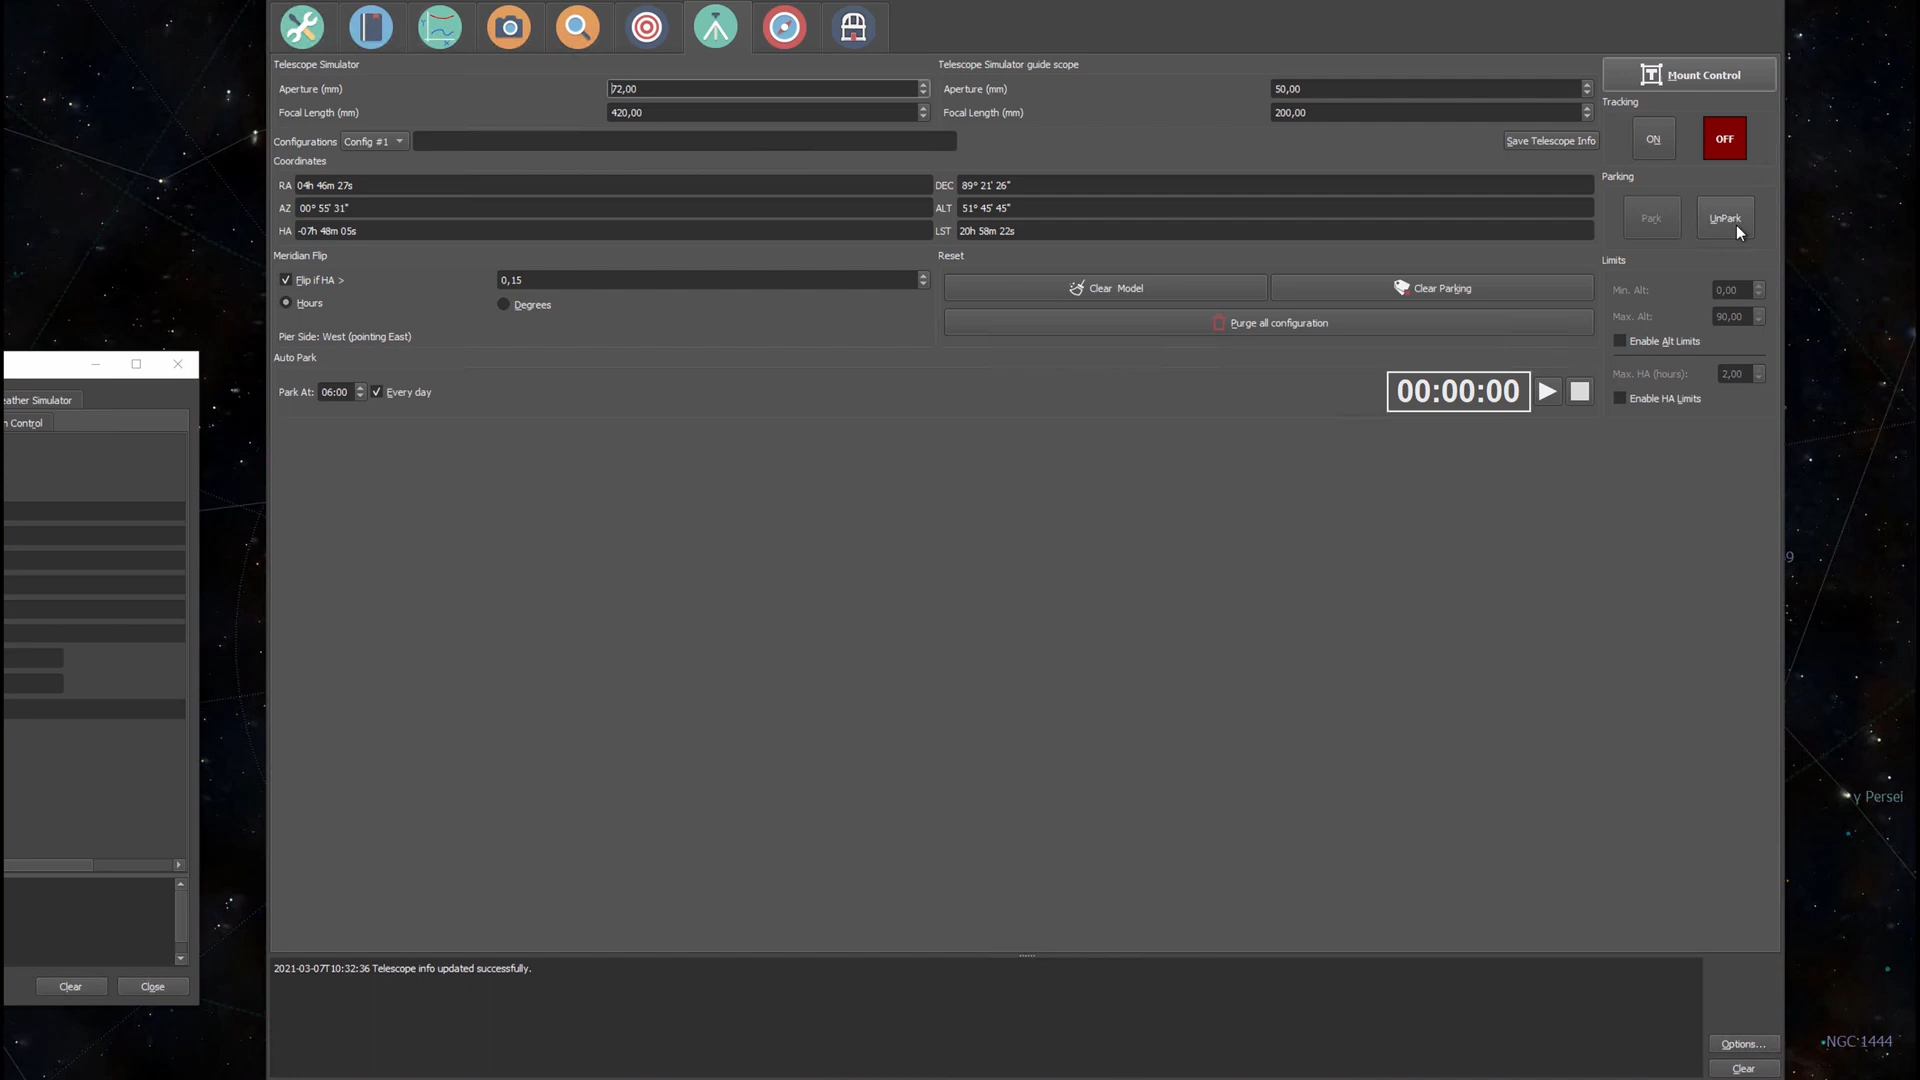 Telescope Simulator
Telescope Simulator guide scope
Mount Control
Aperture (mm) 72,00
Aperture (mm) 50,00
Focal Length (mm) 420,00
Focal Length (mm) 200,00
Tracking
ON OFF
Configurations Config #1
Save Telescope Info
Coordinates
RA 04h 46m 27s
DEC 89° 21' 26"
AZ 00° 55' 31"
ALT 51° 45' 45"
HA -07h 48m 05s
LST 20h 58m 22s
Parking
Park UnPark
Meridian Flip
Flip if HA > 0,15
Hours Degrees
Pier Side: West (pointing East)
Reset
Clear Model
Clear Parking
Purge all configuration
Limits
Min. Alt: 0,00
Max. Alt: 90,00
Enable Alt Limits
Max. HA (hours): 2,00
Enable HA Limits
Auto Park
Park At: 06:00 Every day
00:00:00
eather Simulator
n Control
Clear Close
2021-03-07T10:32:36 Telescope info updated successfully.
Options...
Clear
9
γ Persei
NGC 1444